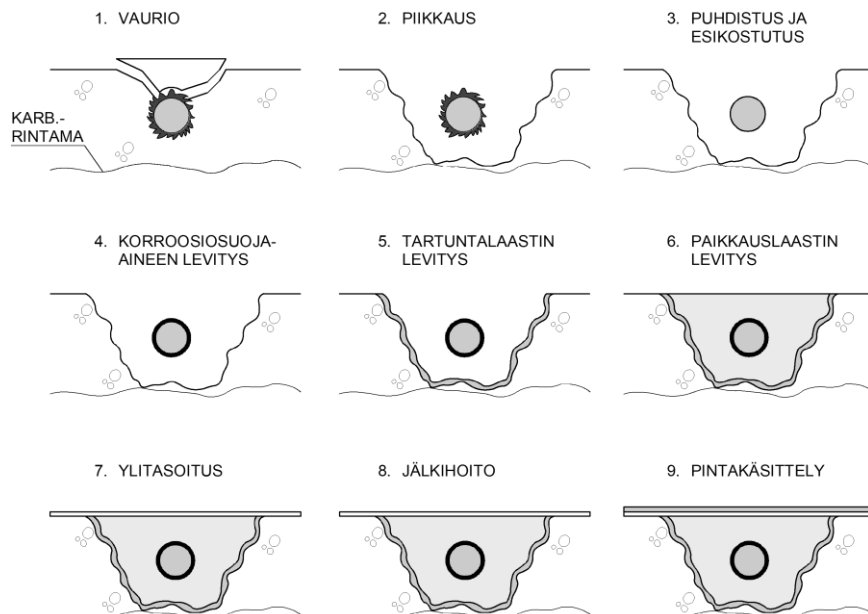 1. VAURIO
2. PIIKKAUS
3. PUHDISTUS JA
ESIKOSTUTUS
KARB.-
RINTAMA
4. KORROOSIOSUOJA-
AINEEN LEVITYS
5. TARTUNTALAASTIN
LEVITYS
6. PAIKKAUSLAASTIN
LEVITYS
7. YLITASOITUS
8. JÄLKIHOITO
9. PINTAKÄSITTELY